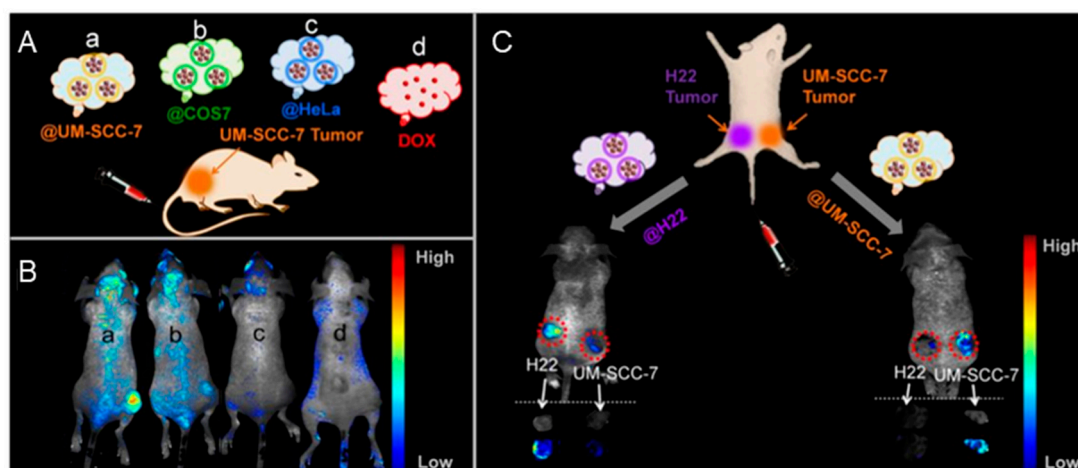 A
a
b
c
d
@UM-SCC-7
@COS7
@HeLa
DOX
UM-SCC-7 Tumor
B
a
b
c
d
High
Low
C
H22
Tumor
UM-SCC-7
Tumor
@H22
@UM-SCC-7
H22
UM-SCC-7
H22
UM-SCC-7
High
Low